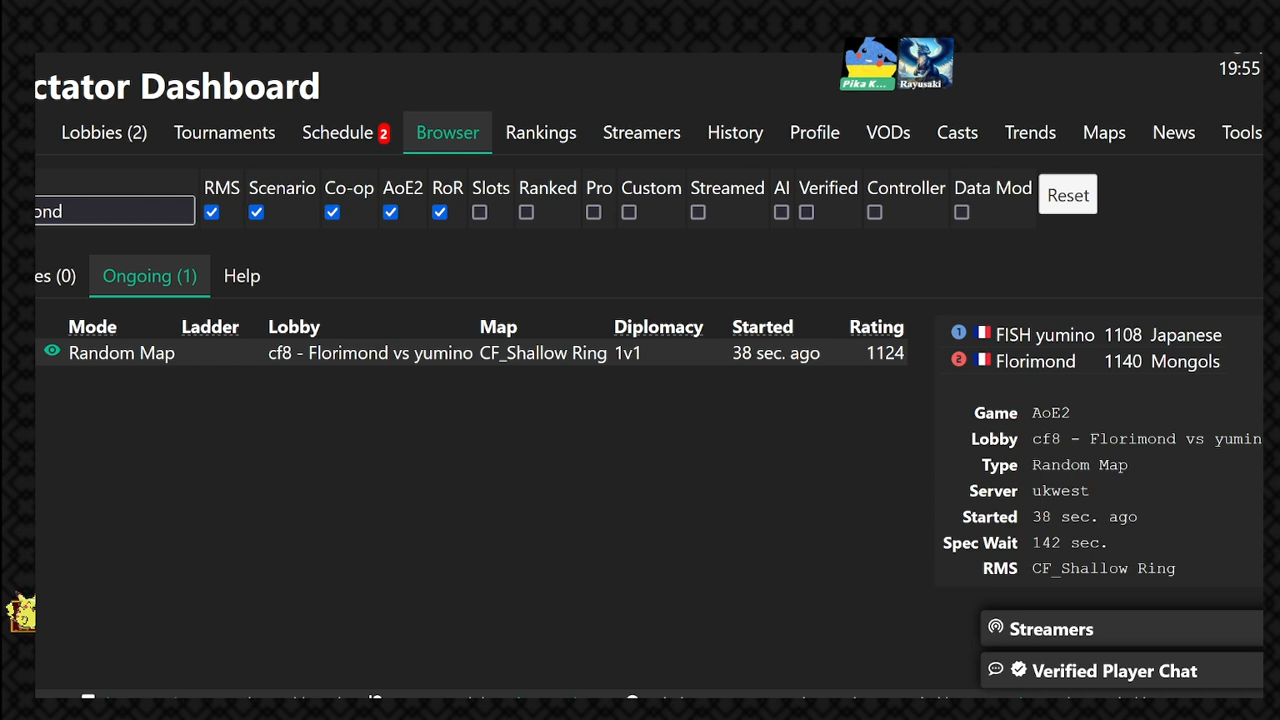 ctator Dashboard
Pika K...
Rayusaki
19:55
Lobbies (2) Tournaments Schedule 2 Browser Rankings Streamers History Profile VODs Casts Trends Maps News Tools
RMS Scenario Co-op AoE2 RoR Slots Ranked Pro Custom Streamed AI Verified Controller Data Mod Reset
ond
es (0) Ongoing (1) Help
Mode Ladder Lobby Map Diplomacy Started Rating
Random Map cf8 - Florimond vs yumino CF_Shallow Ring 1v1 38 sec. ago 1124
1 FISH yumino 1108 Japanese
2 Florimond 1140 Mongols
Game AoE2
Lobby cf8 - Florimond vs yumin
Type Random Map
Server ukwest
Started 38 sec. ago
Spec Wait 142 sec.
RMS CF_Shallow Ring
Streamers
Verified Player Chat